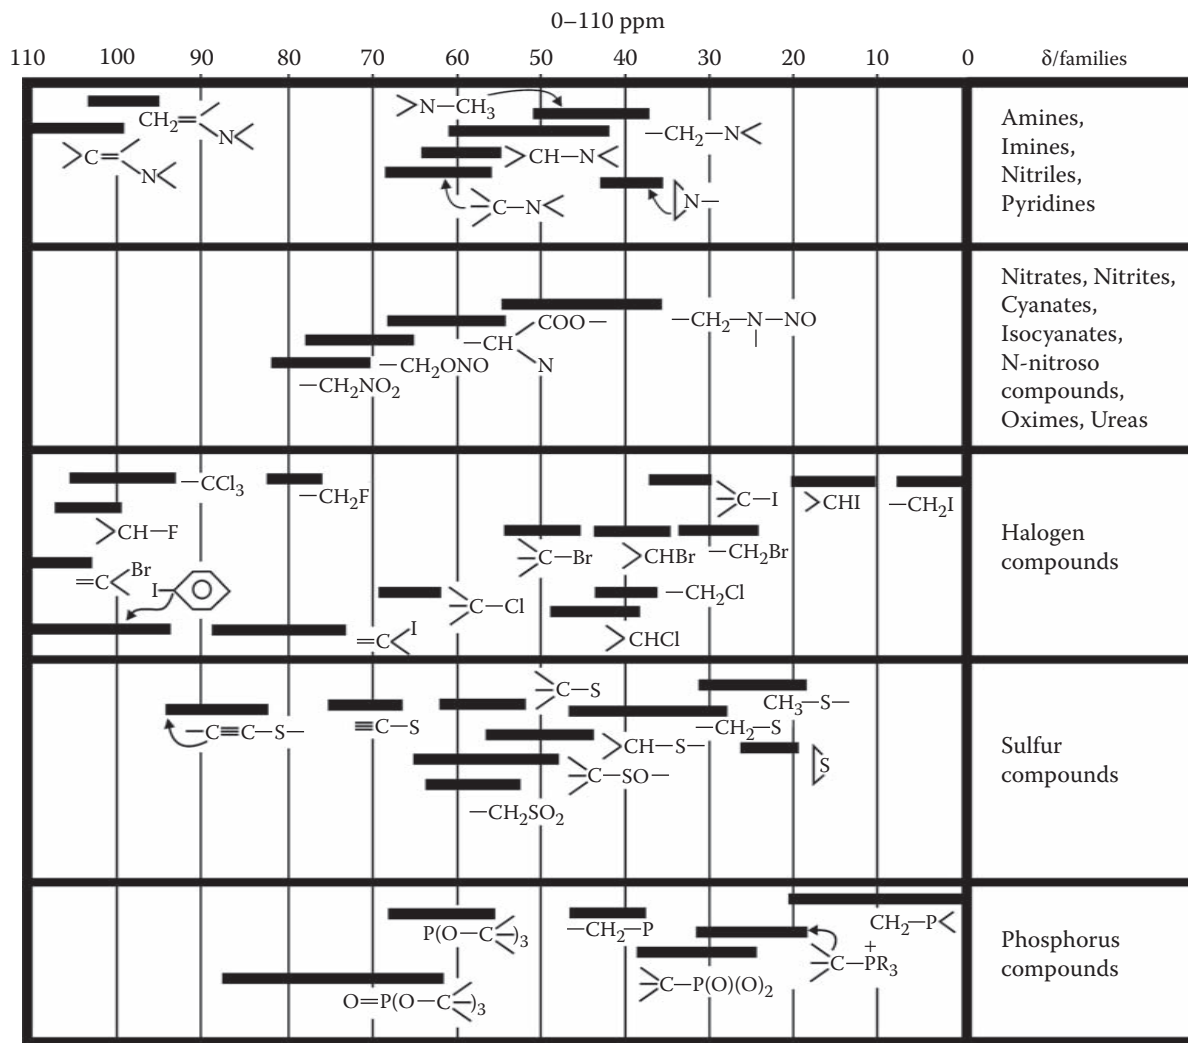 0–110 ppm
110 100 90 80 70 60 50 40 30 20 10 0 δ/families
N—CH₃
CH₂=
N
C=
N
—CH₂—N
CH—N
C—N
N—
Amines,
Imines,
Nitriles,
Pyridines
COO—
—CH
N
—CH₂—N—NO
—CH₂ONO
—CH₂NO₂
Nitrates, Nitrites,
Cyanates,
Isocyanates,
N-nitroso
compounds,
Oximes, Ureas
—CCl₃
—CH₂F
C—I
CHI
—CH₂I
CH—F
C—Br
CHBr
—CH₂Br
=C
Br
I
C—Cl
—CH₂Cl
=C
I
CHCl
Halogen
compounds
C—S
CH₃—S—
—C≡C—S—
≡C—S
—CH₂—S
CH—S—
S
C—SO—
—CH₂SO₂
Sulfur
compounds
P(O—C)₃
—CH₂—P
CH₂—P
+
C—PR₃
C—P(O)(O)₂
O=P(O—C)₃
Phosphorus
compounds